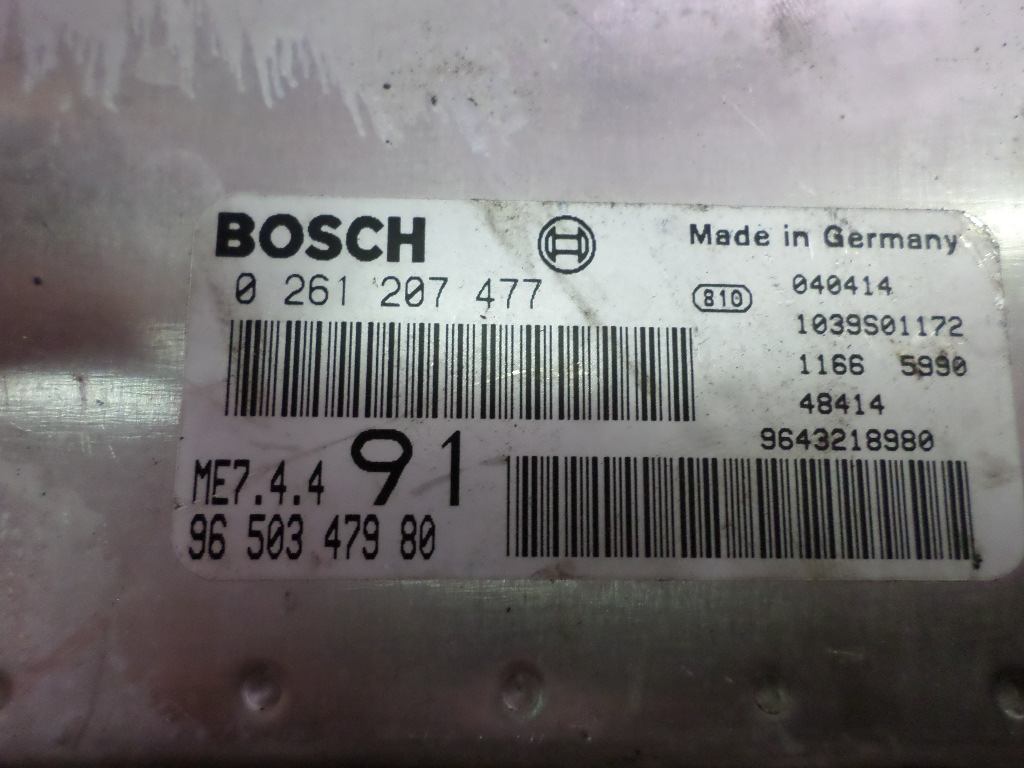 BOSCH
Made in Germany
0 261 207 477
810
040414
1039S01172
1166 5990
48414
9643218980
ME7.4.4 91
96 503 479 80